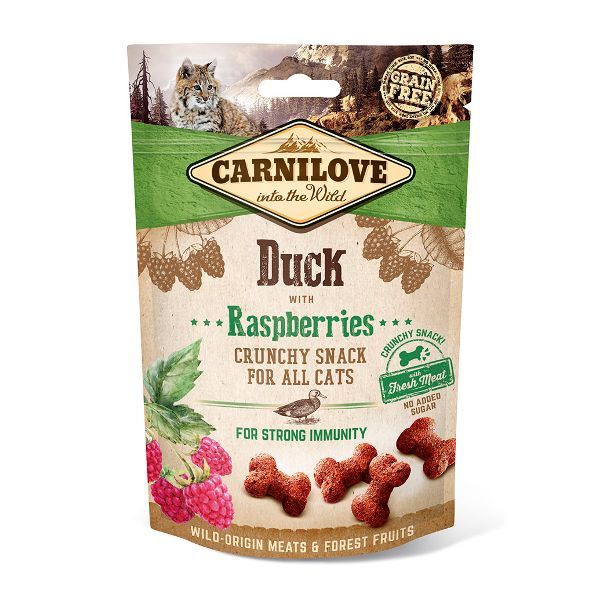 GRAIN
FREE
CARNILOVE
into the Wild
DUCK
WITH
Raspberries
CRUNCHY SNACK
FOR ALL CATS
CRUNCHY SNACK!
with
Fresh Meat
NO ADDED
SUGAR
FOR STRONG IMMUNITY
WILD-ORIGIN MEATS & FOREST FRUITS